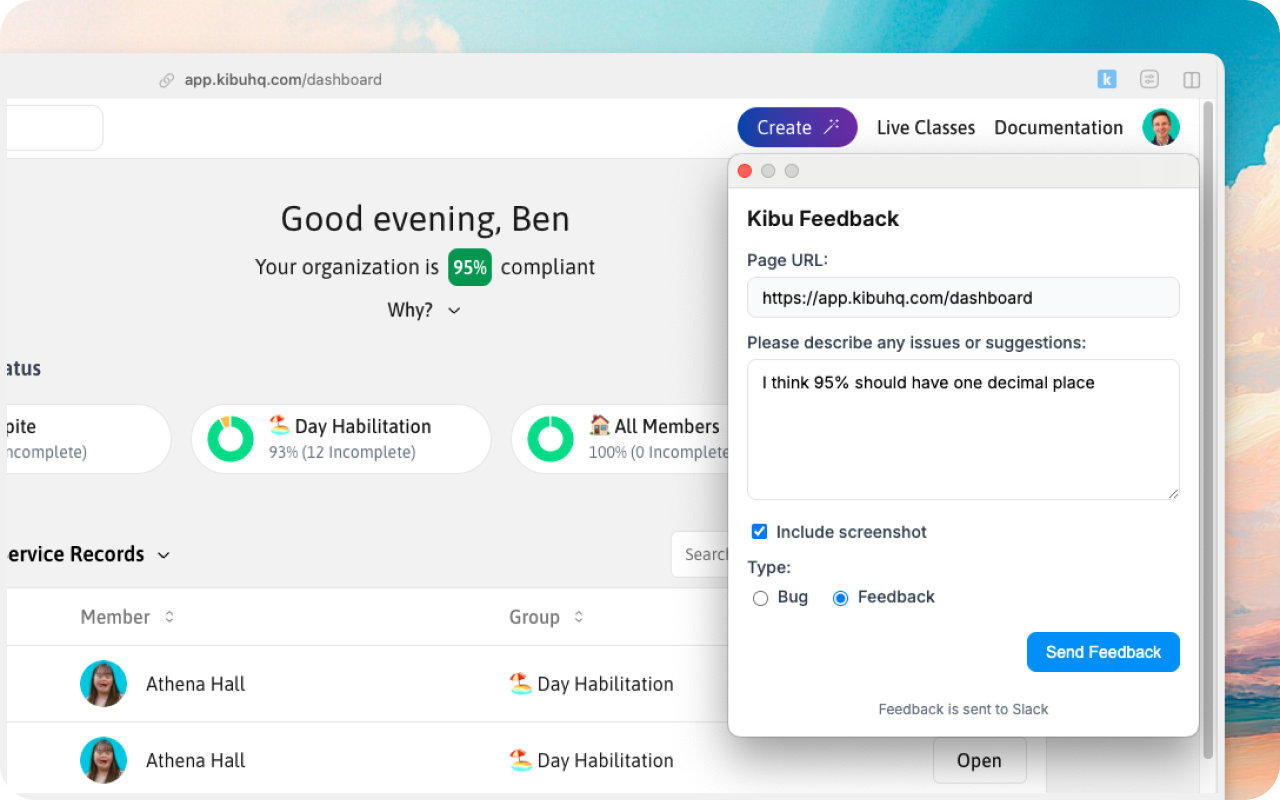 app.kibuhq.com/dashboard
k
Create
Live Classes
Documentation
Good evening, Ben
Your organization is 95% compliant
Why?
atus
pite
ncomplete)
🏖️ Day Habilitation
93% (12 Incomplete)
🏠 All Members
100% (0 Incomplete
ervice Records
Search
Member
Group
Athena Hall
🏖️ Day Habilitation
Athena Hall
🏖️ Day Habilitation
Open
Kibu Feedback
Page URL:
https://app.kibuhq.com/dashboard
Please describe any issues or suggestions:
I think 95% should have one decimal place
Include screenshot
Type:
Bug
Feedback
Send Feedback
Feedback is sent to Slack